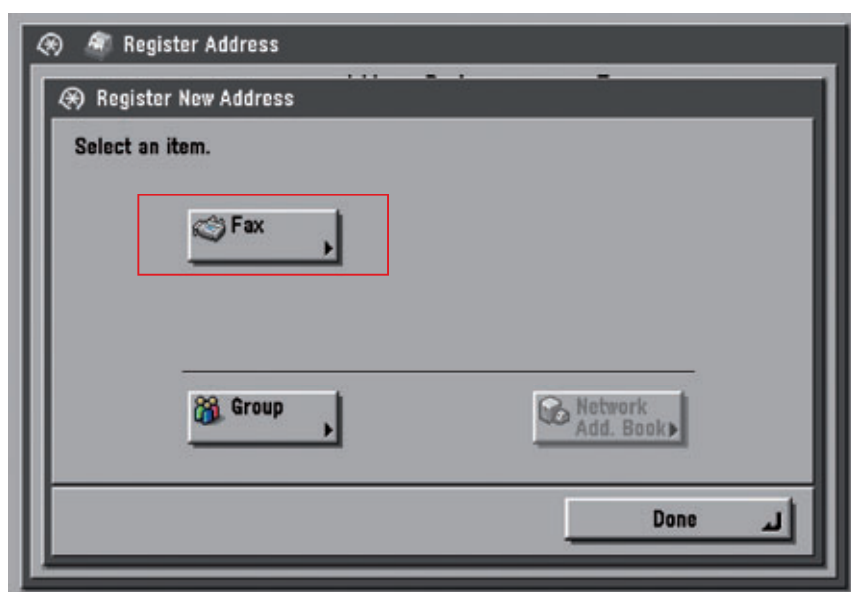 Register Address
Register New Address
Select an item.
Fax
Group
Network
Add. Book
Done